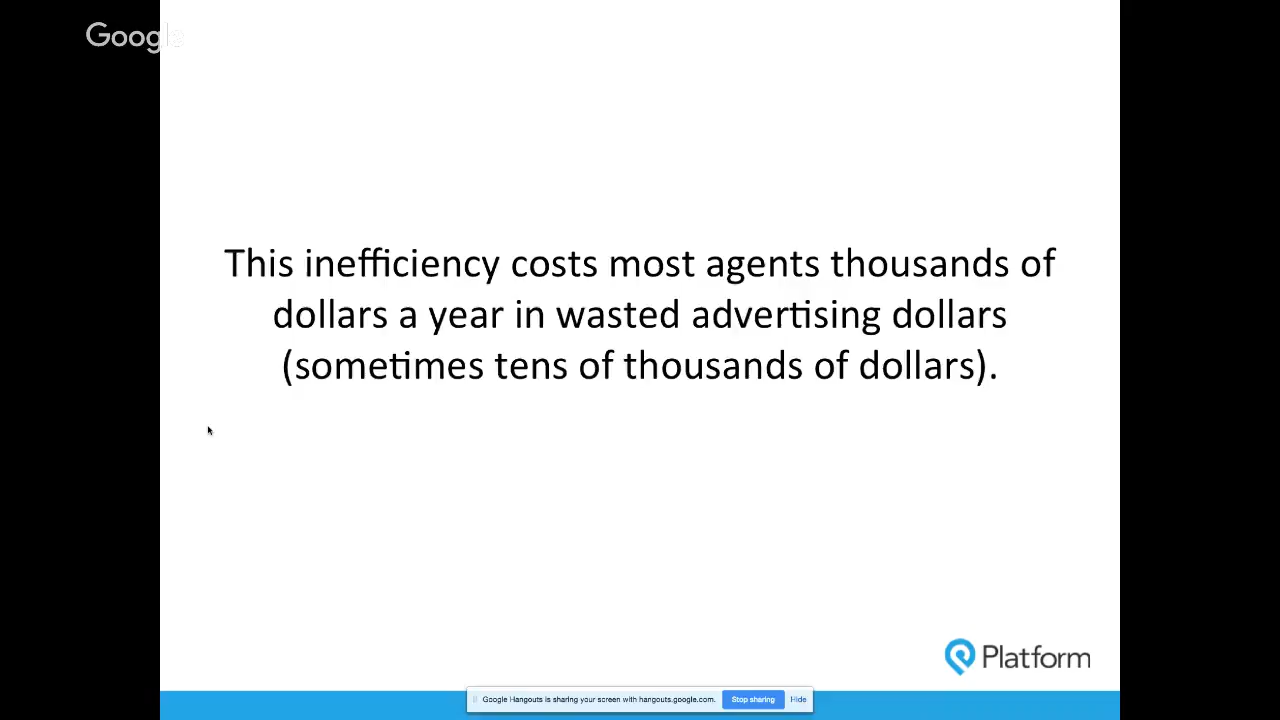 Google
This inefficiency costs most agents thousands of
dollars a year in wasted advertising dollars
(sometimes tens of thousands of dollars).
Platform
Google Hangouts is sharing your screen with hangouts.google.com.
Stop sharing
Hide